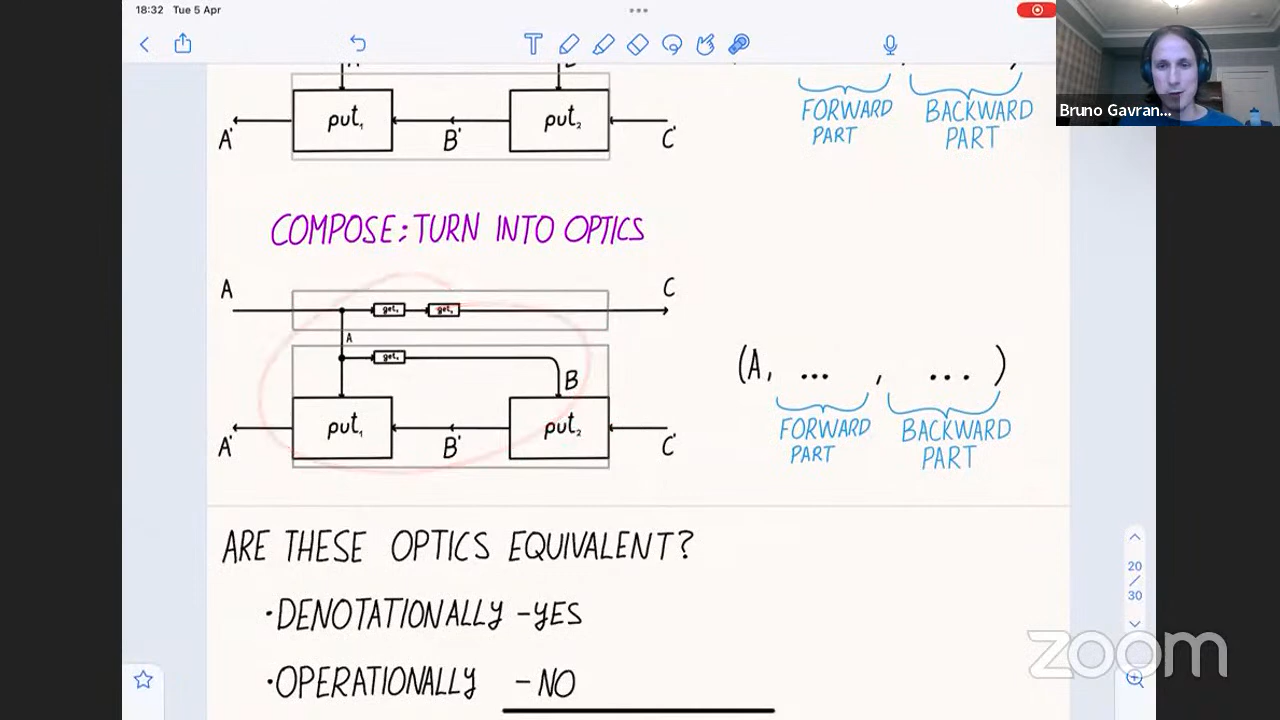 18:32 Tue 5 Apr
T
Bruno Gavran...
put₁
put₂
A'
B'
C'
FORWARD PART
BACKWARD PART
COMPOSE; TURN INTO OPTICS
A
C
get₁
A
get₁
B
(A, ... , ... )
put₁
put₂
A'
B'
C'
FORWARD PART
BACKWARD PART
ARE THESE OPTICS EQUIVALENT?
·DENOTATIONALLY -YES
·OPERATIONALLY - NO
20
/
30
zoom